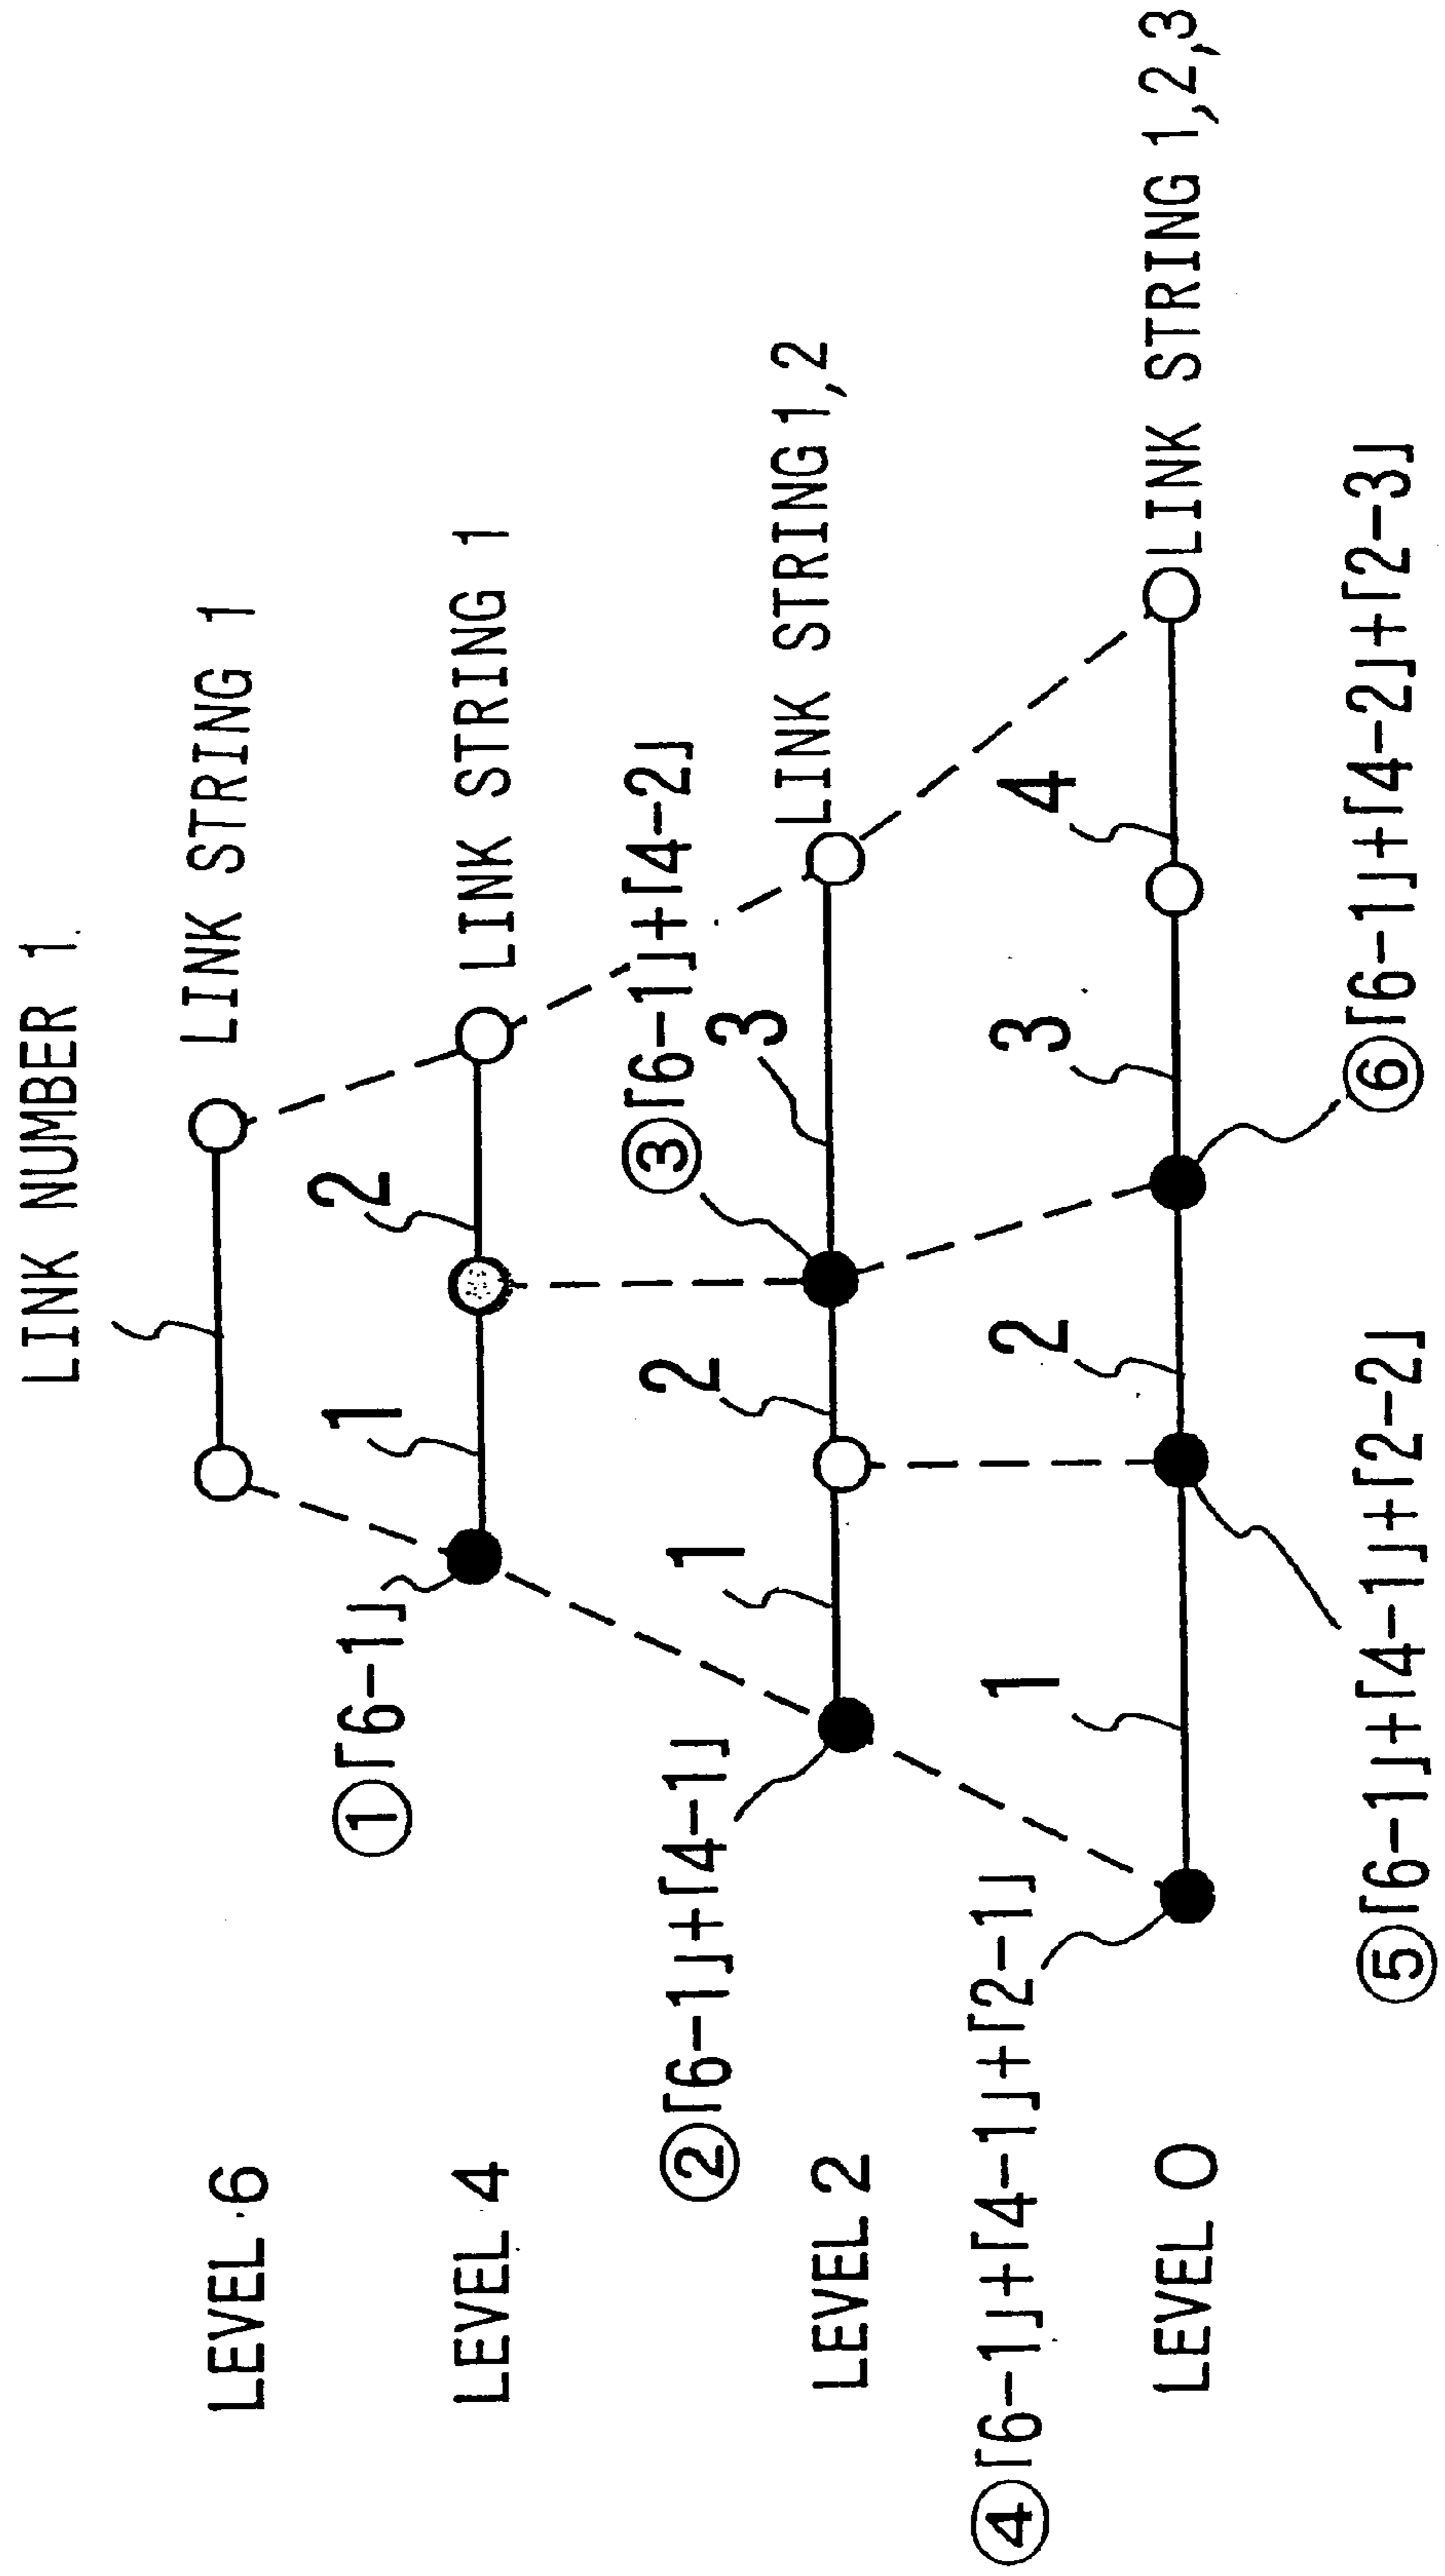 LINK NUMBER 1
LEVEL 6
LINK STRING 1
①「6-1」
1
2
LEVEL 4
LINK STRING 1
②「6-1」+「4-1」
③「6-1」+「4-2」
1
2
3
LEVEL 2
LINK STRING 1,2
④「6-1」+「4-1」+「2-1」
1
2
3
4
LEVEL 0
LINK STRING 1,2,3
⑤「6-1」+「4-1」+「2-2」
⑥「6-1」+「4-2」+「2-3」